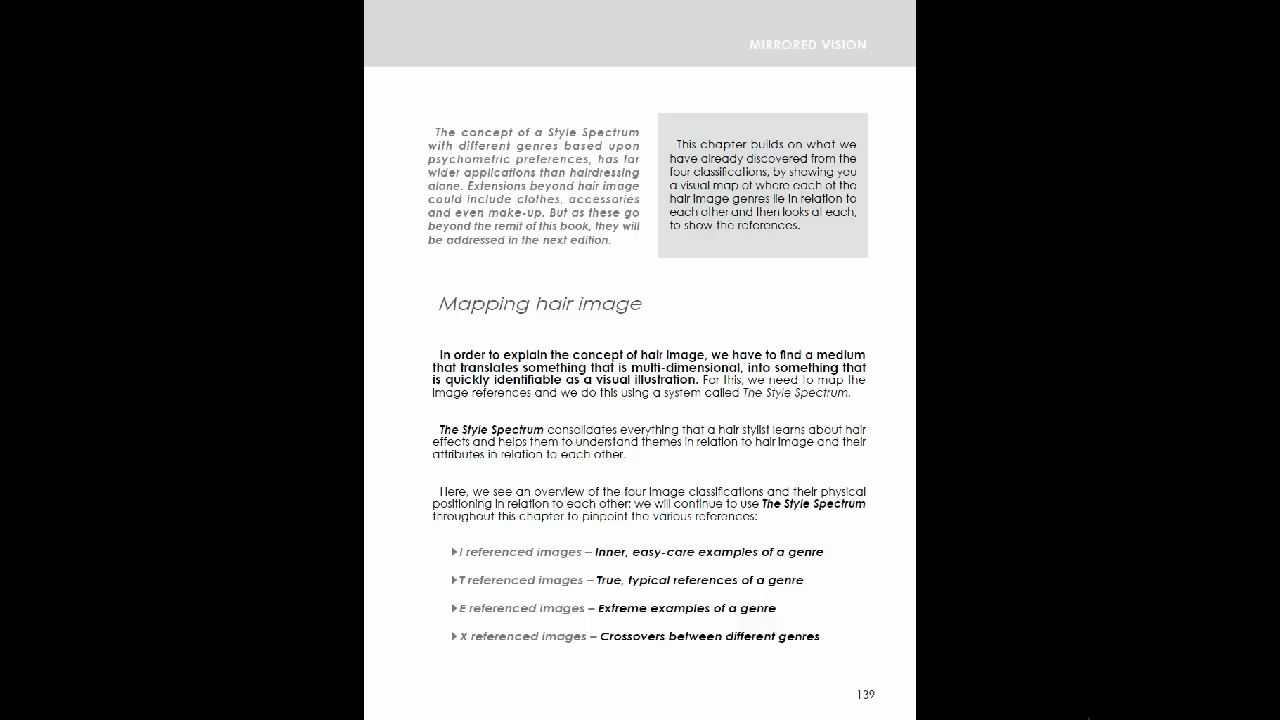 MIRRORED VISION
The concept of a Style Spectrum
with different genres based upon
psychometric preferences, has far
wider applications than hairdressing
alone. Extensions beyond hair image
could include clothes, accessories
and even make-up. But as these go
beyond the remit of this book, they will
be addressed in the next edition.
This chapter builds on what we
have already discovered from the
four classifications, by showing you
a visual map of where each of the
hair image genres lie in relation to
each other and then looks at each,
to show the references.
Mapping hair image
In order to explain the concept of hair image, we have to find a medium
that translates something that is multi-dimensional, into something that
is quickly identifiable as a visual illustration. For this, we need to map the
image references and we do this using a system called The Style Spectrum.
The Style Spectrum consolidates everything that a hair stylist learns about hair
effects and helps them to understand themes in relation to hair image and their
attributes in relation to each other.
Here, we see an overview of the four image classifications and their physical
positioning in relation to each other; we will continue to use The Style Spectrum
throughout this chapter to pinpoint the various references:
I referenced images – Inner, easy-care examples of a genre
T referenced images – True, typical references of a genre
E referenced images – Extreme examples of a genre
X referenced images – Crossovers between different genres
139